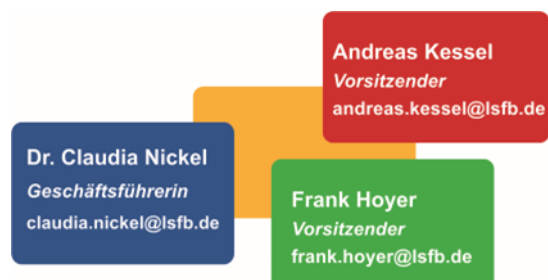 Andreas Kessel
Vorsitzender
andreas.kessel@lsfb.de
Dr. Claudia Nickel
Geschäftsführerin
claudia.nickel@lsfb.de
Frank Hoyer
Vorsitzender
frank.hoyer@lsfb.de